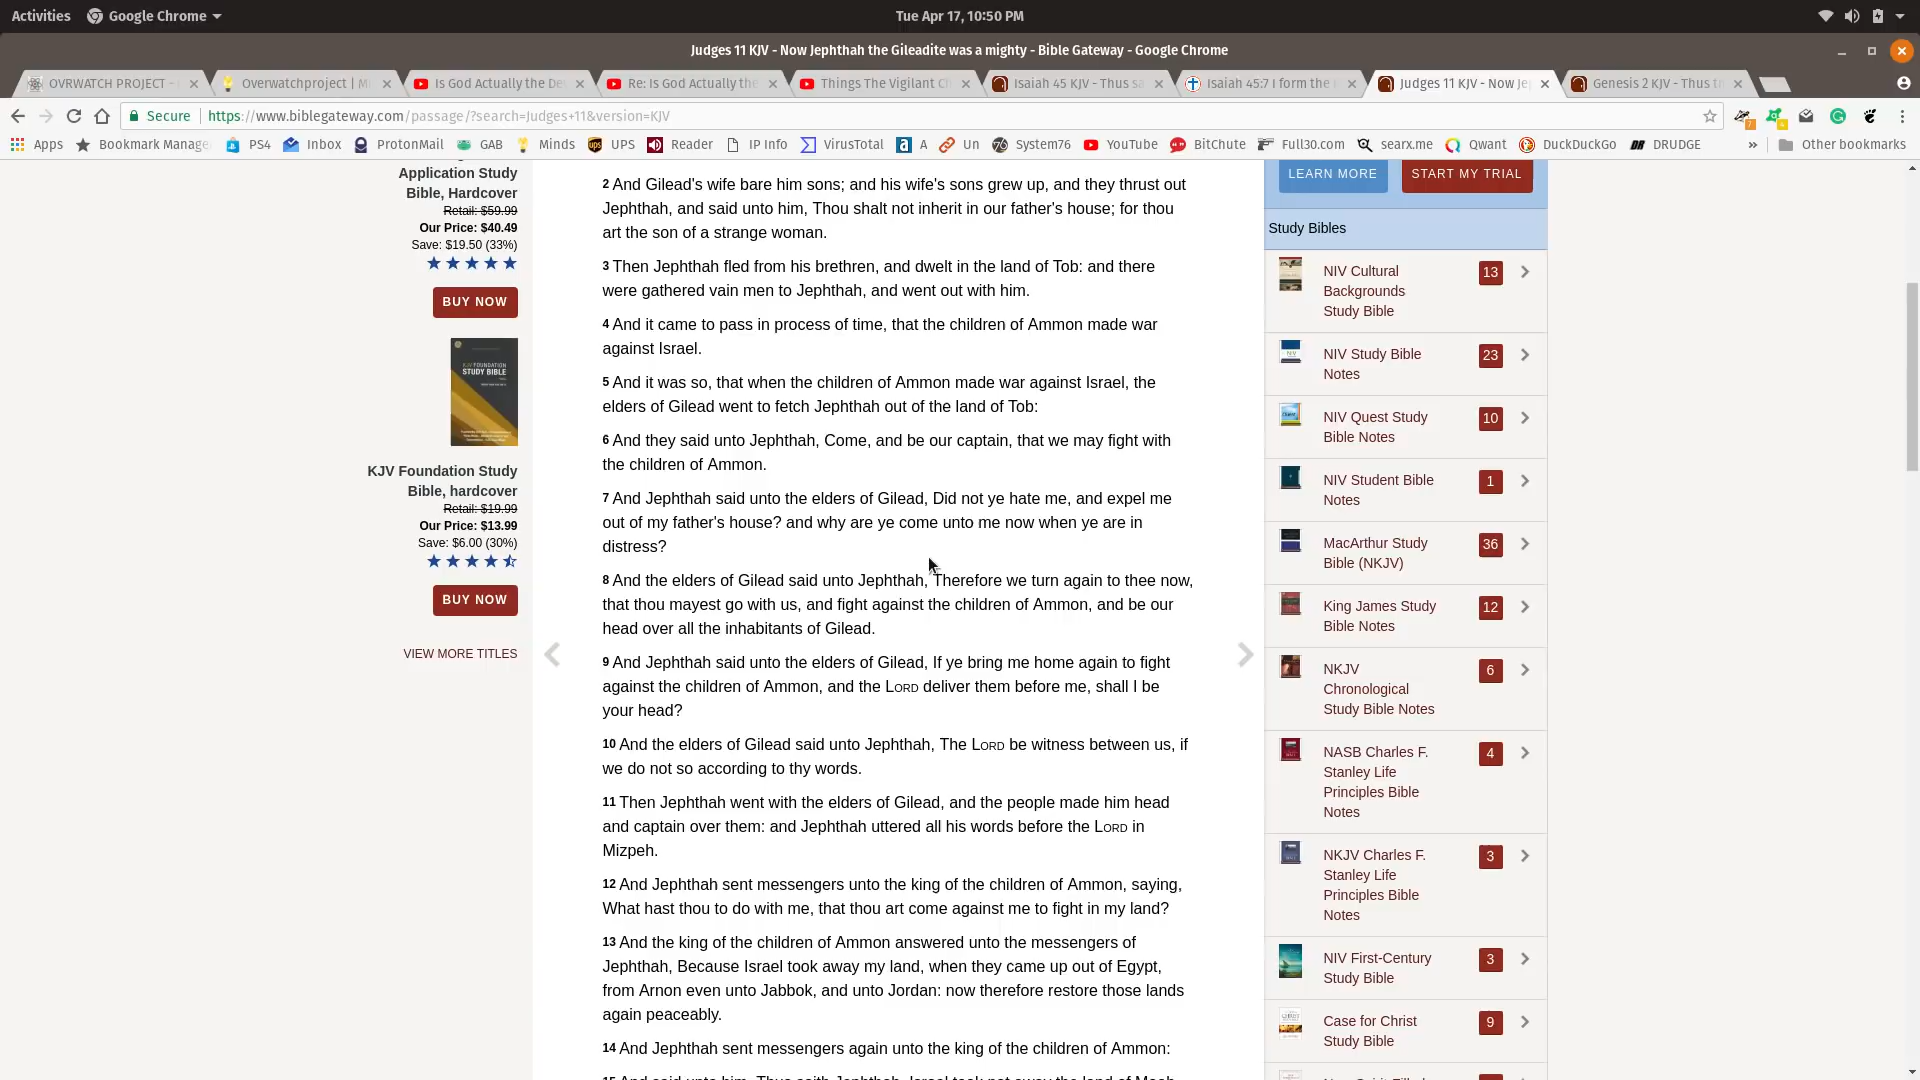 Activities
Google Chrome
Tue Apr 17, 10:50 PM
Judges 11 KJV - Now Jephthah the Gileadite was a mighty - Bible Gateway - Google Chrome
OVRWATCH PROJECT -
Overwatchproject | M
Is God Actually the De
Re: Is God Actually the
Things The Vigilant C
Isaiah 45 KJV - Thus sa
Isaiah 45:7 I form the
Judges 11 KJV - Now Je
Genesis 2 KJV - Thus t
Secure
https://www.biblegateway.com/passage/?search=Judges+11&version=KJV
Apps
Bookmark Manage
PS4
Inbox
ProtonMail
GAB
Minds
UPS
Reader
IP Info
VirusTotal
A
Un
System76
YouTube
BitChute
Full30.com
searx.me
Qwant
DuckDuckGo
DRUDGE
»
Other bookmarks
Application Study
Bible, Hardcover
Retail: $59.99
Our Price: $40.49
Save: $19.50 (33%)
BUY NOW
KJV FOUNDATION
STUDY BIBLE
KJV Foundation Study
Bible, hardcover
Retail: $19.99
Our Price: $13.99
Save: $6.00 (30%)
BUY NOW
VIEW MORE TITLES
2 And Gilead's wife bare him sons; and his wife's sons grew up, and they thrust out
Jephthah, and said unto him, Thou shalt not inherit in our father's house; for thou
art the son of a strange woman.
3 Then Jephthah fled from his brethren, and dwelt in the land of Tob: and there
were gathered vain men to Jephthah, and went out with him.
4 And it came to pass in process of time, that the children of Ammon made war
against Israel.
5 And it was so, that when the children of Ammon made war against Israel, the
elders of Gilead went to fetch Jephthah out of the land of Tob:
6 And they said unto Jephthah, Come, and be our captain, that we may fight with
the children of Ammon.
7 And Jephthah said unto the elders of Gilead, Did not ye hate me, and expel me
out of my father's house? and why are ye come unto me now when ye are in
distress?
8 And the elders of Gilead said unto Jephthah, Therefore we turn again to thee now,
that thou mayest go with us, and fight against the children of Ammon, and be our
head over all the inhabitants of Gilead.
9 And Jephthah said unto the elders of Gilead, If ye bring me home again to fight
against the children of Ammon, and the LORD deliver them before me, shall I be
your head?
10 And the elders of Gilead said unto Jephthah, The LORD be witness between us, if
we do not so according to thy words.
11 Then Jephthah went with the elders of Gilead, and the people made him head
and captain over them: and Jephthah uttered all his words before the LORD in
Mizpeh.
12 And Jephthah sent messengers unto the king of the children of Ammon, saying,
What hast thou to do with me, that thou art come against me to fight in my land?
13 And the king of the children of Ammon answered unto the messengers of
Jephthah, Because Israel took away my land, when they came up out of Egypt,
from Arnon even unto Jabbok, and unto Jordan: now therefore restore those lands
again peaceably.
14 And Jephthah sent messengers again unto the king of the children of Ammon:
15 And said unto him, Thus saith Jephthah, Israel took not away the land of Moab,
LEARN MORE
START MY TRIAL
Study Bibles
NIV Cultural
Backgrounds
Study Bible
13
NIV Study Bible
Notes
23
NIV Quest Study
Bible Notes
10
NIV Student Bible
Notes
1
MacArthur Study
Bible (NKJV)
36
King James Study
Bible Notes
12
NKJV
Chronological
Study Bible Notes
6
NASB Charles F.
Stanley Life
Principles Bible
Notes
4
NKJV Charles F.
Stanley Life
Principles Bible
Notes
3
NIV First-Century
Study Bible
3
Case for Christ
Study Bible
9